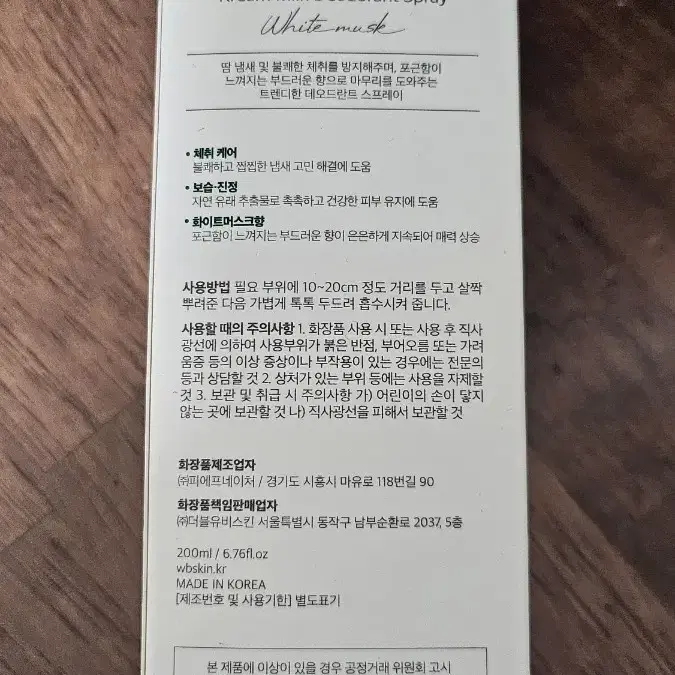 White musk
땀 냄새 및 불쾌한 체취를 방지해주며, 포근함이
느껴지는 부드러운 향으로 마무리를 도와주는
트렌디한 데오드란트 스프레이
• 체취 케어
불쾌하고 찝찝한 냄새 고민 해결에 도움
• 보습·진정
자연 유래 추출물로 촉촉하고 건강한 피부 유지에 도움
• 화이트머스크향
포근함이 느껴지는 부드러운 향이 은은하게 지속되어 매력 상승
사용방법 필요 부위에 10~20cm 정도 거리를 두고 살짝
뿌려준 다음 가볍게 톡톡 두드려 흡수시켜 줍니다.
사용할 때의 주의사항 1. 화장품 사용 시 또는 사용 후 직사
광선에 의하여 사용부위가 붉은 반점, 부어오름 또는 가려
움증 등의 이상 증상이나 부작용이 있는 경우에는 전문의
등과 상담할 것 2. 상처가 있는 부위 등에는 사용을 자제할
것 3. 보관 및 취급 시 주의사항 가) 어린이의 손이 닿지
않는 곳에 보관할 것 나) 직사광선을 피해서 보관할 것
화장품제조업자
㈜피에프네이처 / 경기도 시흥시 마유로 118번길 90
화장품책임판매업자
㈜더블유비스킨 서울특별시 동작구 남부순환로 2037, 5층
200ml / 6.76fl.oz
wbskin.kr
MADE IN KOREA
[제조번호 및 사용기한] 별도표기
본 제품에 이상이 있을 경우 공정거래 위원회 고시